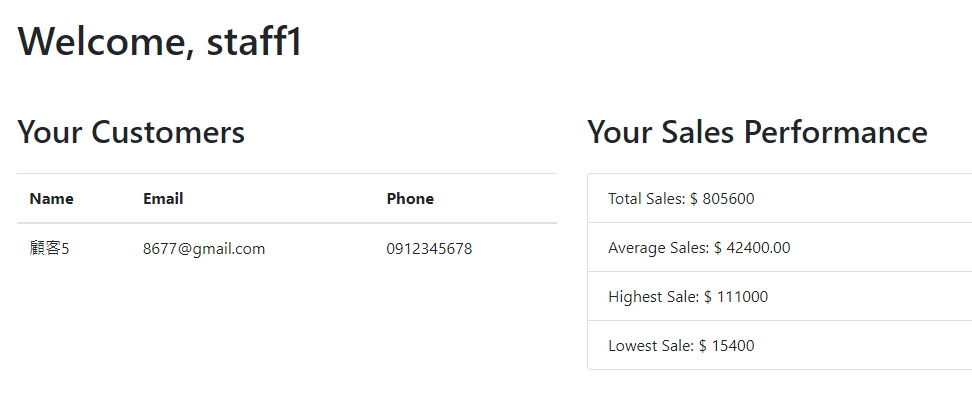 Welcome, staff1
Your Customers
Name Email Phone
顧客5 8677@gmail.com 0912345678
Your Sales Performance
Total Sales: $ 805600
Average Sales: $ 42400.00
Highest Sale: $ 111000
Lowest Sale: $ 15400